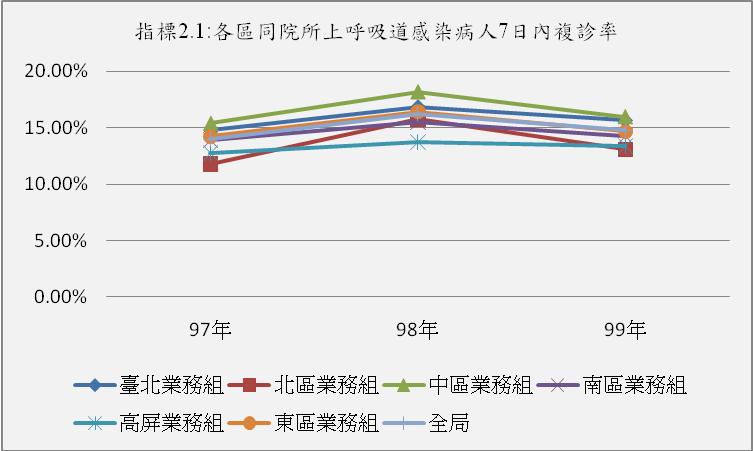 指標2.1:各區同院所上呼吸道感染病人7日內複診率
20.00%
15.00%
10.00%
5.00%
0.00%
97年 98年 99年
臺北業務組 北區業務組 中區業務組 南區業務組
高屏業務組 東區業務組 全局